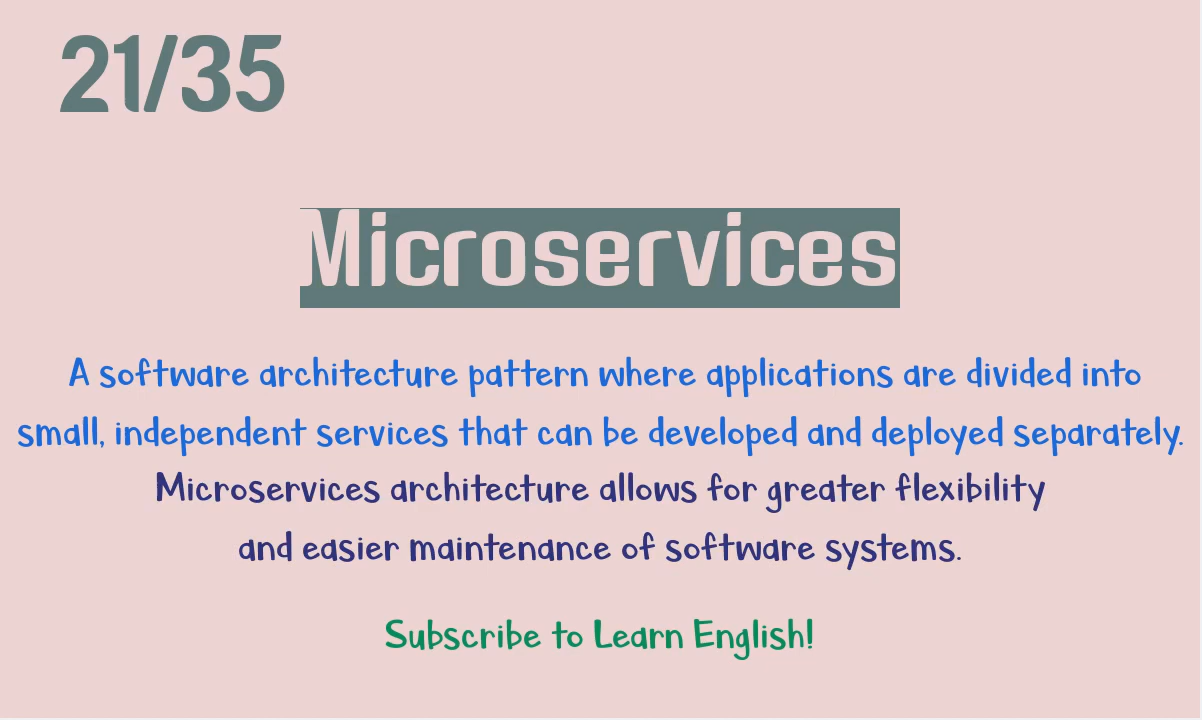 21/35
Microservices
A software architecture pattern where applications are divided into
small, independent services that can be developed and deployed separately.
Microservices architecture allows for greater flexibility
and easier maintenance of software systems.
Subscribe to Learn English!